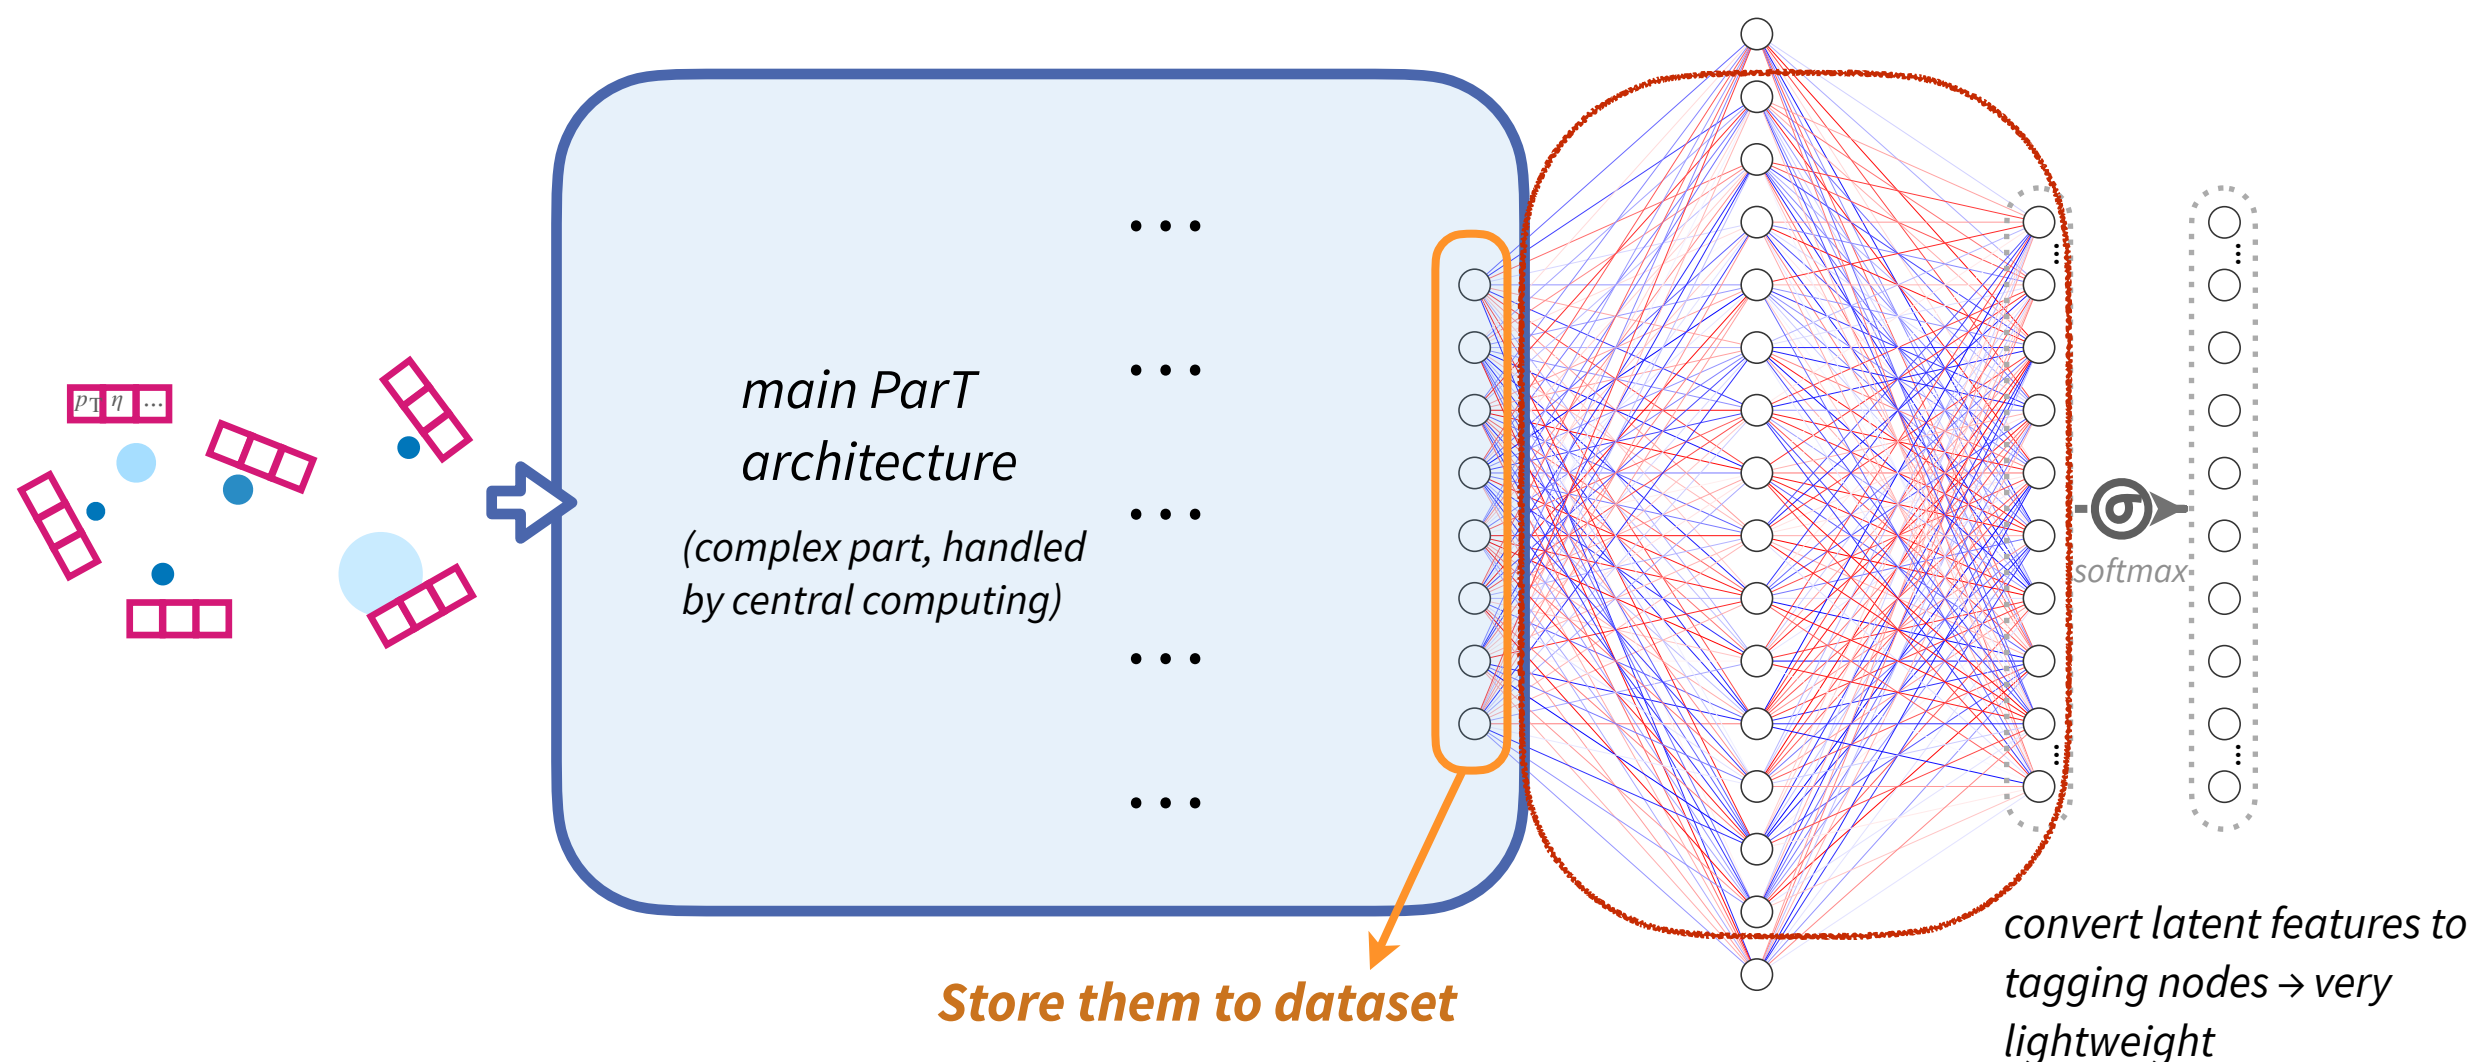 pT η ...
main ParT
architecture
(complex part, handled
by central computing)
σ
softmax
Store them to dataset
convert latent features to
tagging nodes → very
lightweight